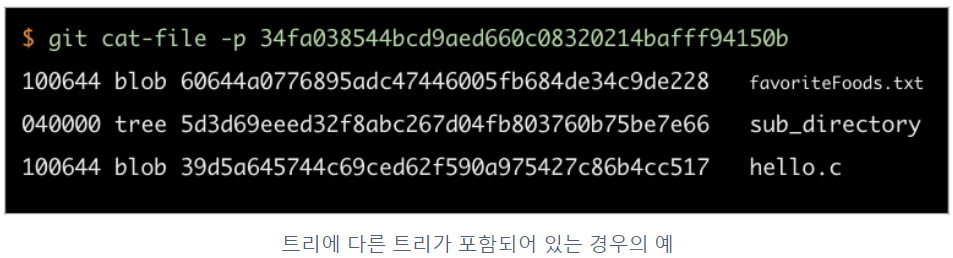 $ git cat-file -p 34fa038544bcd9aed660c08320214bafff94150b
100644 blob 60644a0776895adc47446005fb684de34c9de228 favoriteFoods.txt
040000 tree 5d3d69eeed32f8abc267d04fb803760b75be7e66 sub_directory
100644 blob 39d5a645744c69ced62f590a975427c86b4cc517 hello.c
트리에 다른 트리가 포함되어 있는 경우의 예